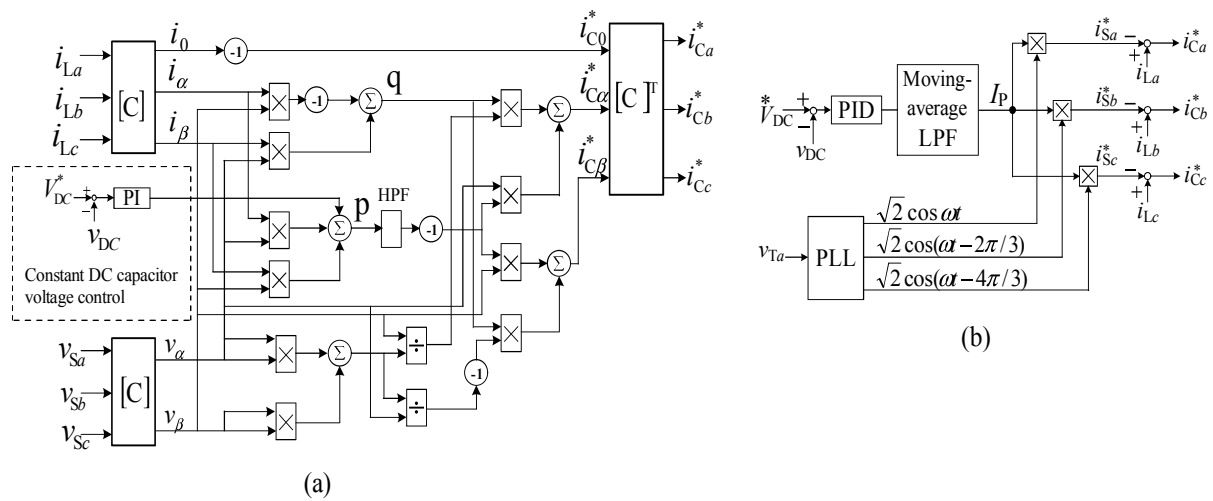 i_0
-1
i*_C0
i*_Ca
i_La
i_α
i*_Cα
[C]
q
[C]^T
× -1 Σ
×
Σ
i_Lb
i*_Cb
i_β
×
i_Lc
i*_Cβ
i*_Cc
V*_DC + − PI
v_DC
Constant DC capacitor
voltage control
×
Σ
p
HPF
-1
×
×
×
Σ
×
÷
-1
÷
v_Sa
v_Sb
v_Sc
[C]
v_α
×
Σ
v_β
×
(a)
V*_DC + −
v_DC
PID
Moving-
average
LPF
I_P
×
i*_Sa − i*_Ca
+ i_La
×
i*_Sb − i*_Cb
+ i_Lb
×
i*_Sc − i*_Cc
+ i_Lc
v_Ta
PLL
√2 cos ωt
√2 cos(ωt−2π/3)
√2 cos(ωt−4π/3)
(b)